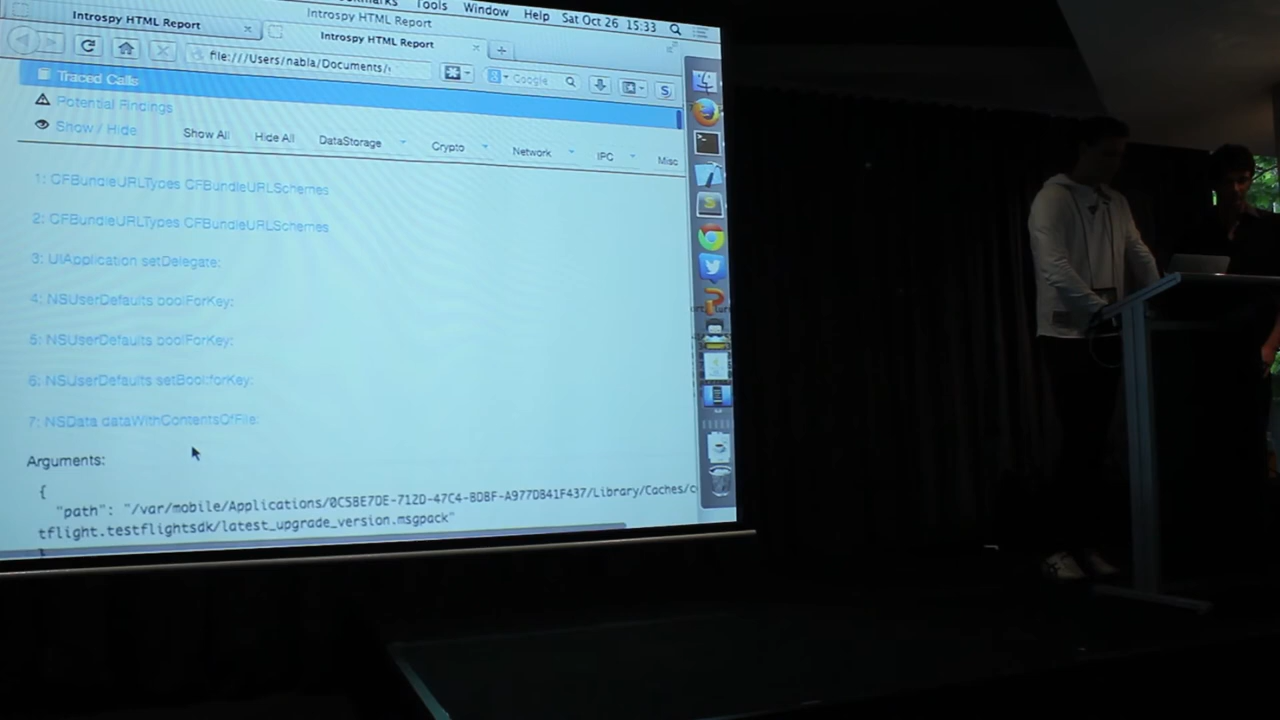 Tools Window Help Sat Oct 26 15:33
Introspy HTML Report
Introspy HTML Report
Introspy HTML Report
file:///Users/nabla/Documents/
Google
Traced Calls
Potential Findings
Show / Hide Show All Hide All DataStorage Crypto Network IPC Misc
1: CFBundleURLTypes CFBundleURLSchemes
2: CFBundleURLTypes CFBundleURLSchemes
3: UIApplication setDelegate:
4: NSUserDefaults boolForKey:
5: NSUserDefaults boolForKey:
6: NSUserDefaults setBool:forKey:
7: NSData dataWithContentsOfFile:
Arguments:
{
"path": "/var/mobile/Applications/0C5BE7DE-712D-47C4-BDBF-A977DB41F437/Library/Caches/c
tflight.testflightsdk/latest_upgrade_version.msgpack"
}